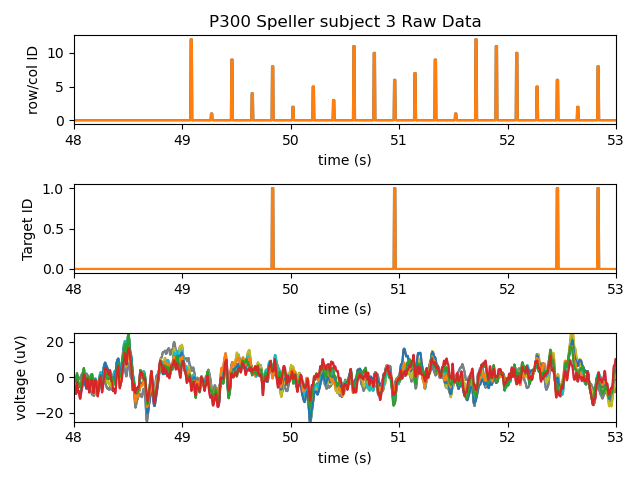 P300 Speller subject 3 Raw Data
row/col ID
10
5
0
48 49 50 51 52 53
time (s)
Target ID
1.0
0.5
0.0
48 49 50 51 52 53
time (s)
voltage (uV)
20
0
−20
48 49 50 51 52 53
time (s)